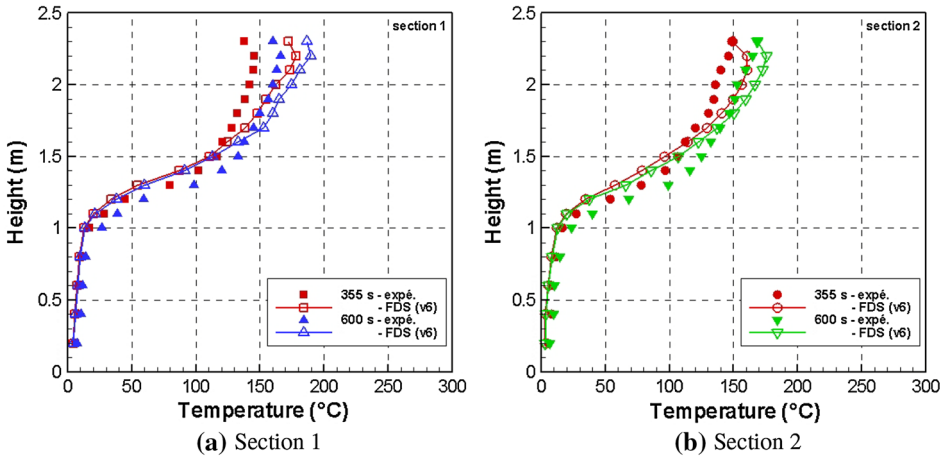 2.5
2
1.5
1
0.5
0
Height (m)
section 1
355 s - expé.
- FDS (v6)
600 s - expé.
- FDS (v6)
0 50 100 150 200 250 300
Temperature (°C)
(a) Section 1
2.5
2
1.5
1
0.5
0
Height (m)
section 2
355 s - expé.
- FDS (v6)
600 s - expé.
- FDS (v6)
0 50 100 150 200 250 300
Temperature (°C)
(b) Section 2